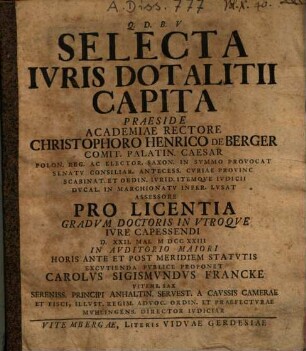 A. Diss. 777
Q. D. B. V
SELECTA
IVRIS DOTALITII
CAPITA
PRAESIDE
ACADEMIAE RECTORE
CHRISTOPHORO HENRICO DE BERGER
COMIT. PALATIN. CAESAR
POLON. REG. AC ELECTOR. SAXON. IN SVMMO PROVOCAT
SENATV CONSILIAR. ANTECESS. CVRIAE PROVINC
SCABINAT. ET ORDIN. IVRID. ITEMQVE IVDICII
DVCAL. IN MARCHIONATV INFER. LVSAT
ASSESSORE
PRO LICENTIA
GRADVM DOCTORIS IN VTROQVE
IVRE CAPESSENDI
D. XXII. MAI. M DCC XXIII
IN AVDITORIO MAIORI
HORIS ANTE ET POST MERIDIEM STATVTIS
EXCVTIENDA PVBLICE PROPONET
CAROLVS SIGISMVNDVS FRANCKE
VITEB. SAX
SERENISS. PRINCIPI ANHALTIN. SERVEST. A CAVSSIS CAMERAE
ET FISCI, ILLVST. REGIM. ADVOC. ORDIN. ET PRAEFECTVRAE
MVHLINGENS. DIRECTOR IVDICII
VITEMBERGAE, LITERIS VIDVAE GERDESIAE